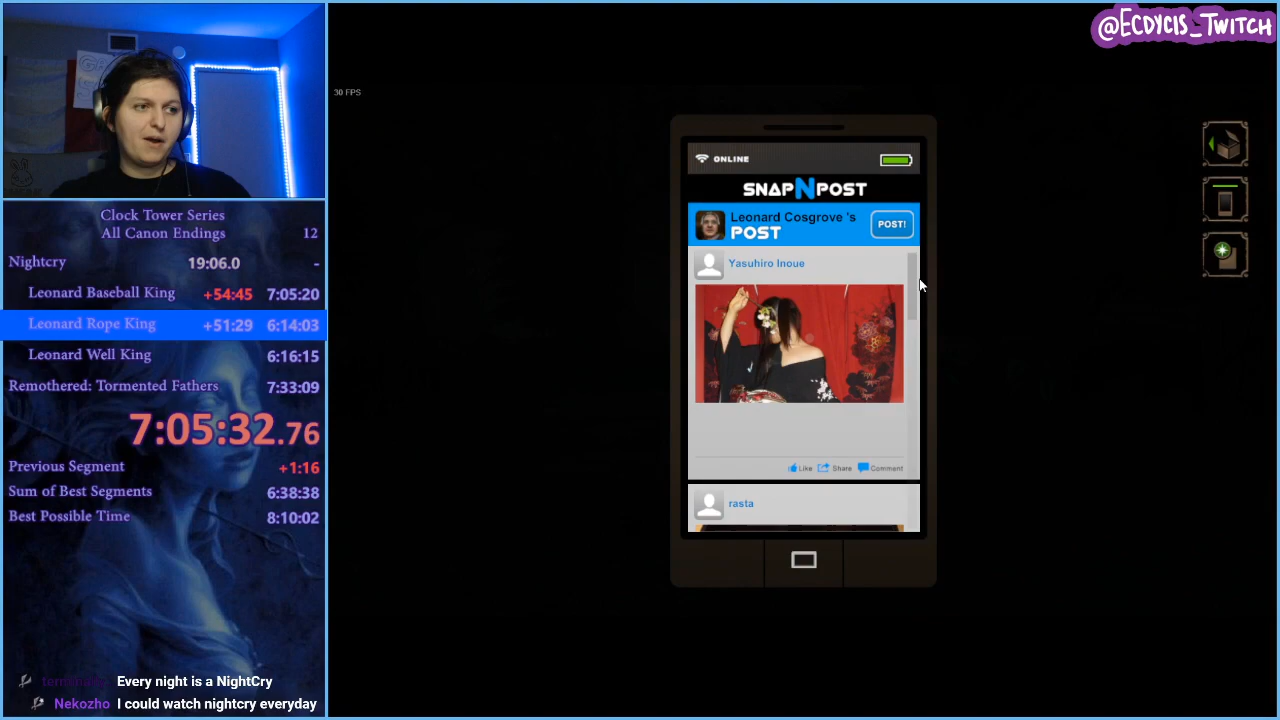 @ECDYCIS_TWITCH
30 FPS
ONLINE
SNAPNPOST
Leonard Cosgrove 's
POST
POST!
Yasuhiro Inoue
Like Share Comment
rasta
Clock Tower Series
All Canon Endings 12
Nightcry 19:06.0 -
Leonard Baseball King +54:45 7:05:20
Leonard Rope King +51:29 6:14:03
Leonard Well King 6:16:15
Remothered: Tormented Fathers 7:33:09
7:05:32.76
Previous Segment +1:16
Sum of Best Segments 6:38:38
Best Possible Time 8:10:02
Every night is a NightCry
Nekozho I could watch nightcry everyday